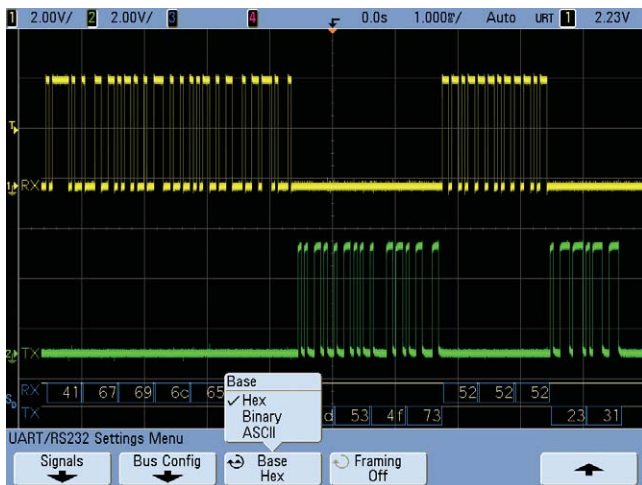 1 2.00V/ 2 2.00V/ 3 4 0.0s 1.000ms/ Auto URT 1 2.23V
T
1 RX
2 TX
RX 41 67 69 6c 65 52 52 52
TX d 53 4f 73 23 31
Base
Hex
Binary
ASCII
UART/RS232 Settings Menu
Signals
Bus Config
Base
Hex
Framing
Off